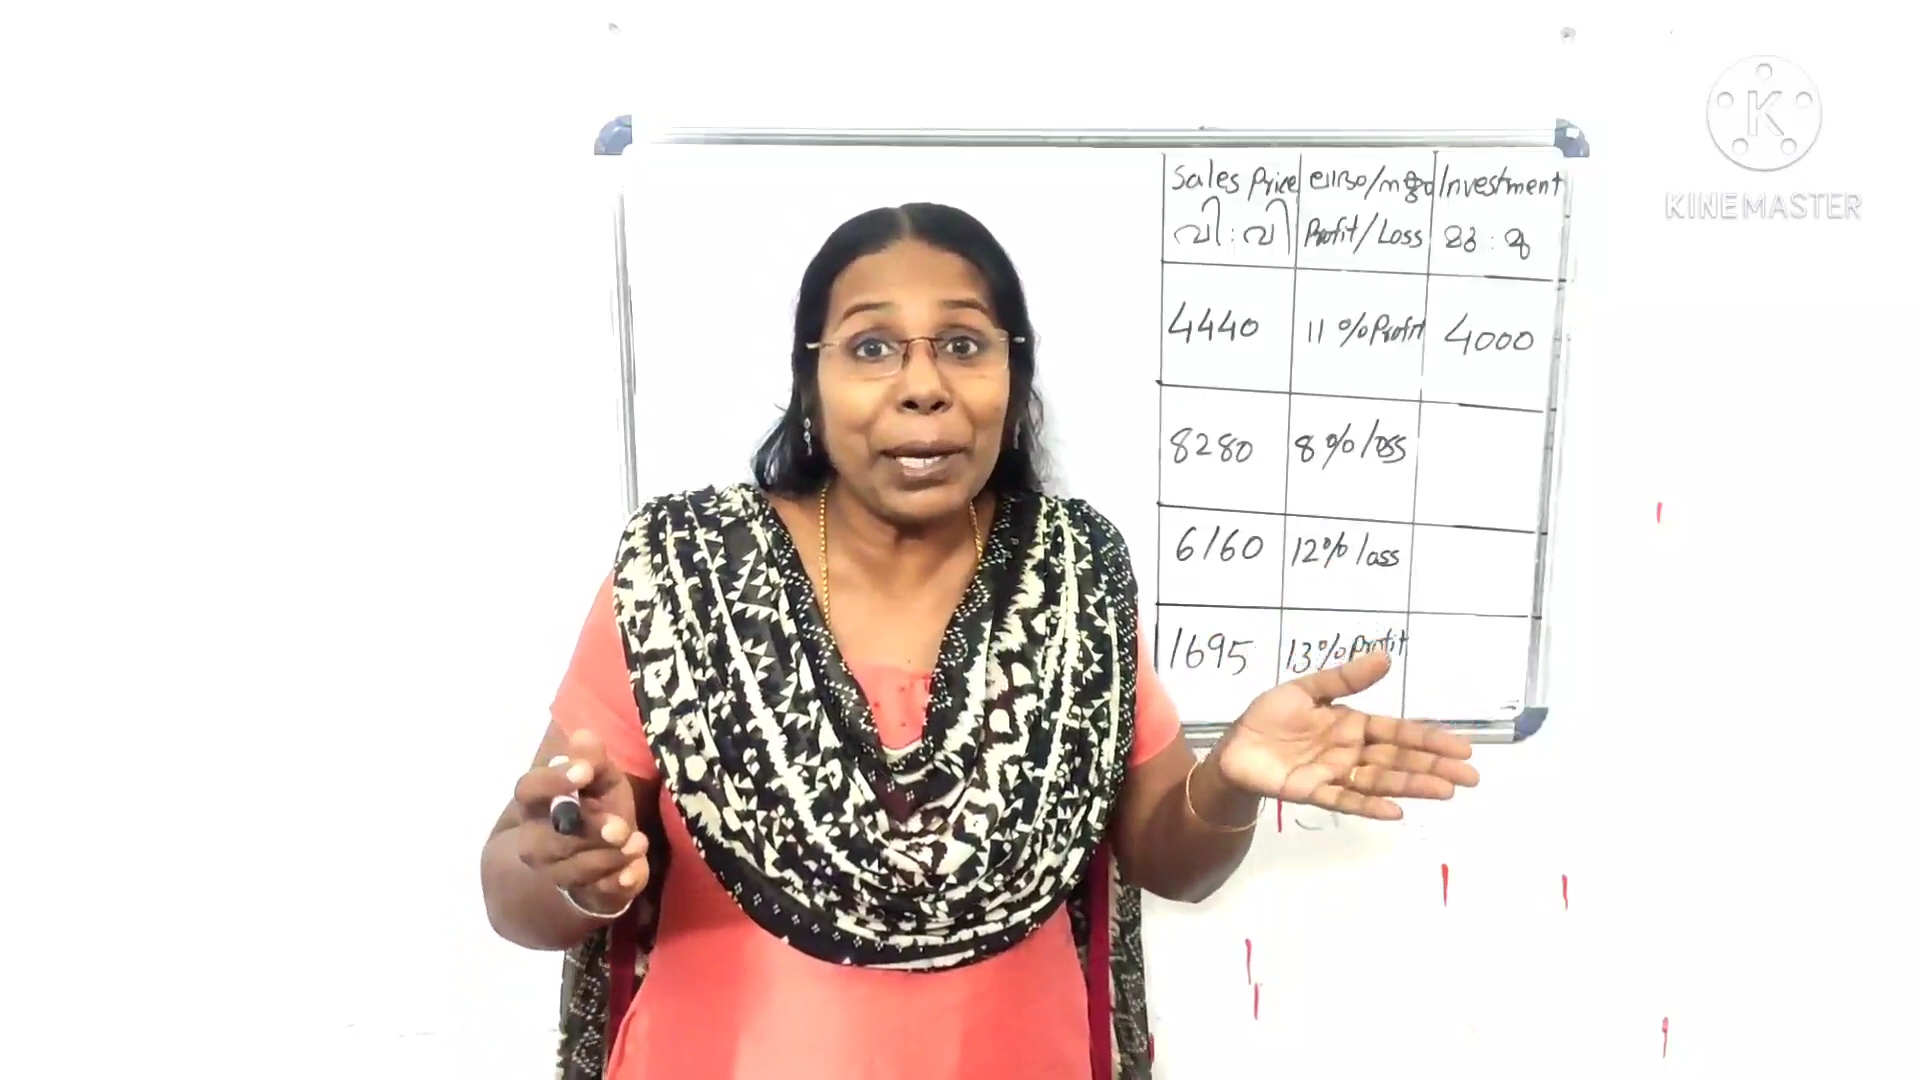 Sales Price ലാഭം/നഷ്ടം Investment
വി : വി Profit/Loss മു : മു
4440 11 % Profit 4000
8280 8 % loss
6160 12% loss
1695 13% Profit
K
KINEMASTER